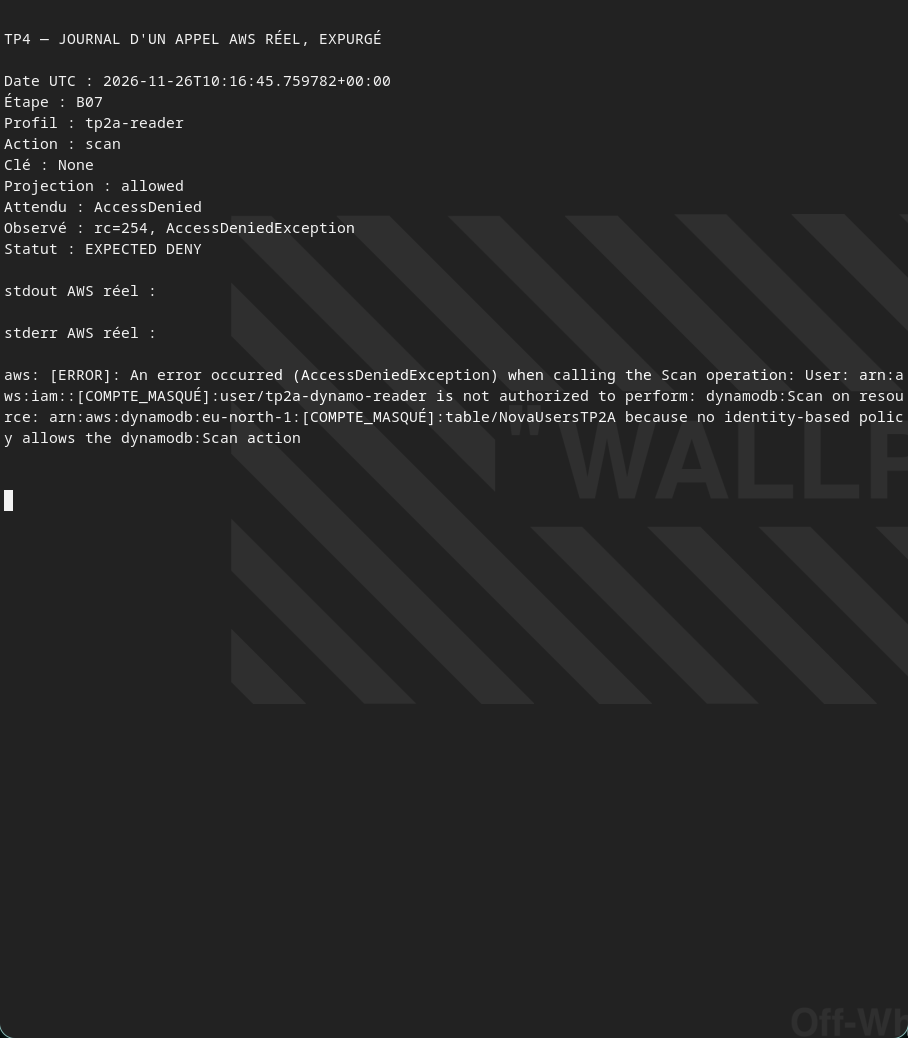 TP4 — JOURNAL D'UN APPEL AWS RÉEL, EXPURGÉ
Date UTC : 2026-11-26T10:16:45.759782+00:00
Étape : B07
Profil : tp2a-reader
Action : scan
Clé : None
Projection : allowed
Attendu : AccessDenied
Observé : rc=254, AccessDeniedException
Statut : EXPECTED DENY
stdout AWS réel :
stderr AWS réel :
aws: [ERROR]: An error occurred (AccessDeniedException) when calling the Scan operation: User: arn:a
ws:iam::[COMPTE_MASQUÉ]:user/tp2a-dynamo-reader is not authorized to perform: dynamodb:Scan on resou
rce: arn:aws:dynamodb:eu-north-1:[COMPTE_MASQUÉ]:table/NovaUsersTP2A because no identity-based polic
y allows the dynamodb:Scan action
"WALLP
Off-Wh